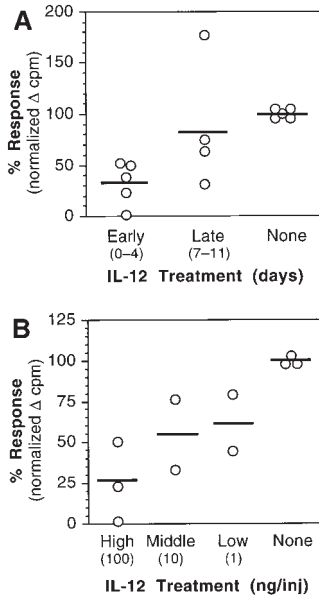 A
200
150
100
50
0
% Response
(normalized Δ cpm)
Early Late None
(0–4) (7–11)
IL-12 Treatment (days)
B
125
100
75
50
25
0
% Response
(normalized Δ cpm)
High Middle Low None
(100) (10) (1)
IL-12 Treatment (ng/inj)